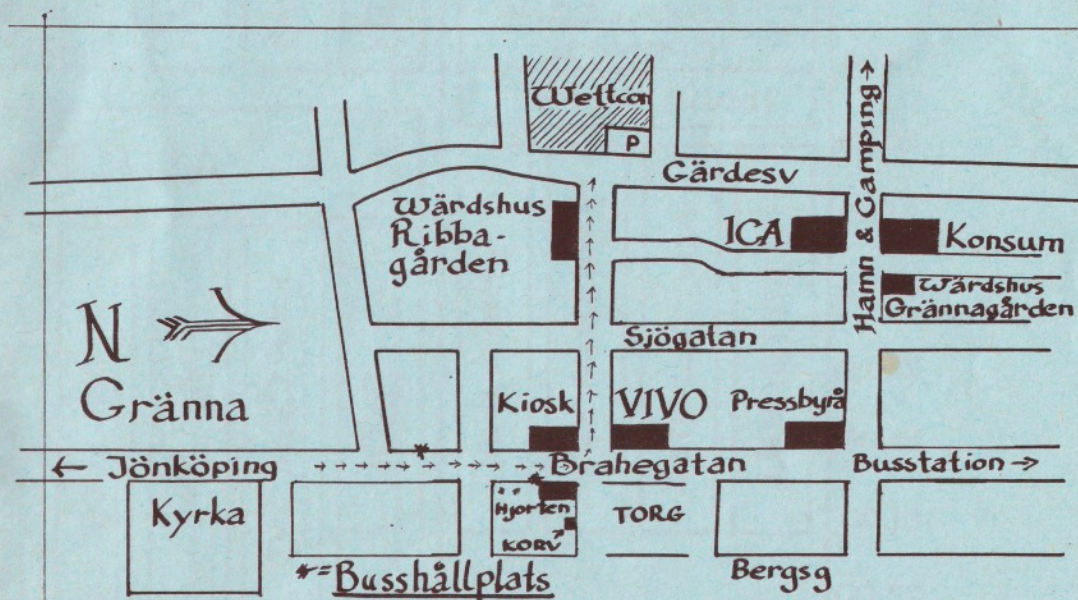 Wettcon
P
Gärdesv
Hamn & Camping →
Wärdshus
Ribba-
gården
ICA
Konsum
Wärdshus
Grännagården
N
Gränna
Sjögatan
Kiosk
VIVO
Pressbyrå
← Jönköping
Brahegatan
Busstation →
Kyrka
Hjorten
KORV
TORG
*=Busshållplats
Bergsg